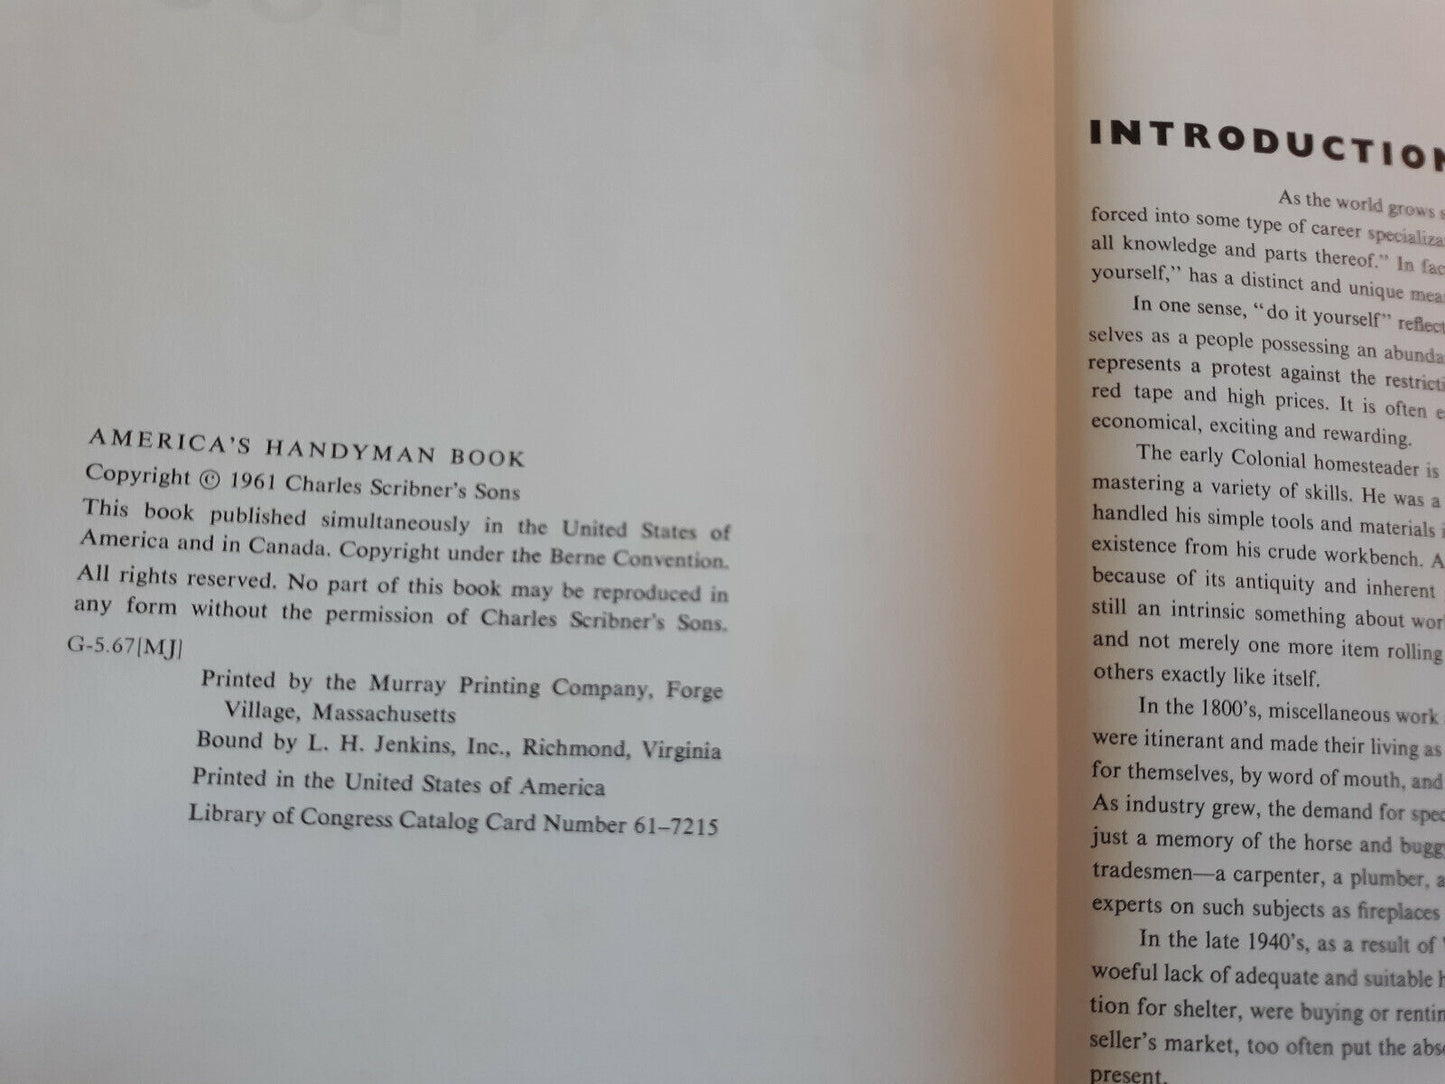 AMERICA'S HANDYMAN BOOK
Copyright © 1961 Charles Scribner's Sons
This book published simultaneously in the United States of
America and in Canada. Copyright under the Berne Convention.
All rights reserved. No part of this book may be reproduced in
any form without the permission of Charles Scribner's Sons.
G-5.67[MJ]
Printed by the Murray Printing Company, Forge
Village, Massachusetts
Bound by L. H. Jenkins, Inc., Richmond, Virginia
Printed in the United States of America
Library of Congress Catalog Card Number 61–7215
INTRODUCTION
As the world grows
forced into some type of career
all knowledge and parts thereof." In
yourself," has a distinct and unique
In one sense, "do it yourself"
selves as a people possessing an
represents a protest against the
red tape and high prices. It is often
economical, exciting and rewarding.
The early Colonial homesteader is
mastering a variety of skills. He was a
handled his simple tools and materials
existence from his crude workbench.
because of its antiquity and inherent
still an intrinsic something about
and not merely one more item rolling
others exactly like itself.
In the 1800's, miscellaneous work
were itinerant and made their living as
for themselves, by word of mouth, and
As industry grew, the demand for
just a memory of the horse and
tradesmen—a carpenter, a plumber,
experts on such subjects as fireplaces
In the late 1940's, as a result of
woeful lack of adequate and suitable
tion for shelter, were buying or
seller's market, too often put the
present.